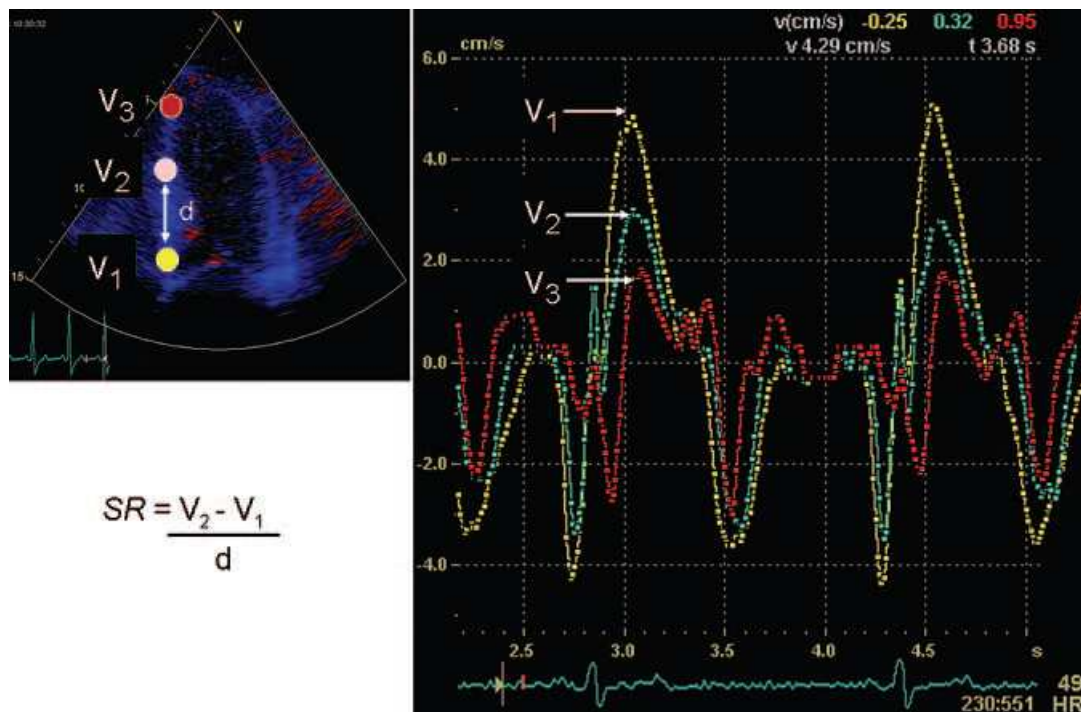 V
V3
V2
10
d
V1
15
SR = V2 - V1
d
v(cm/s) -0.25 0.32 0.95
v 4.29 cm/s t 3.68 s
cm/s
6.0
V1
4.0
V2
2.0
V3
0.0
-2.0
-4.0
2.5 3.0 3.5 4.0 4.5 s
49
230:551 HR